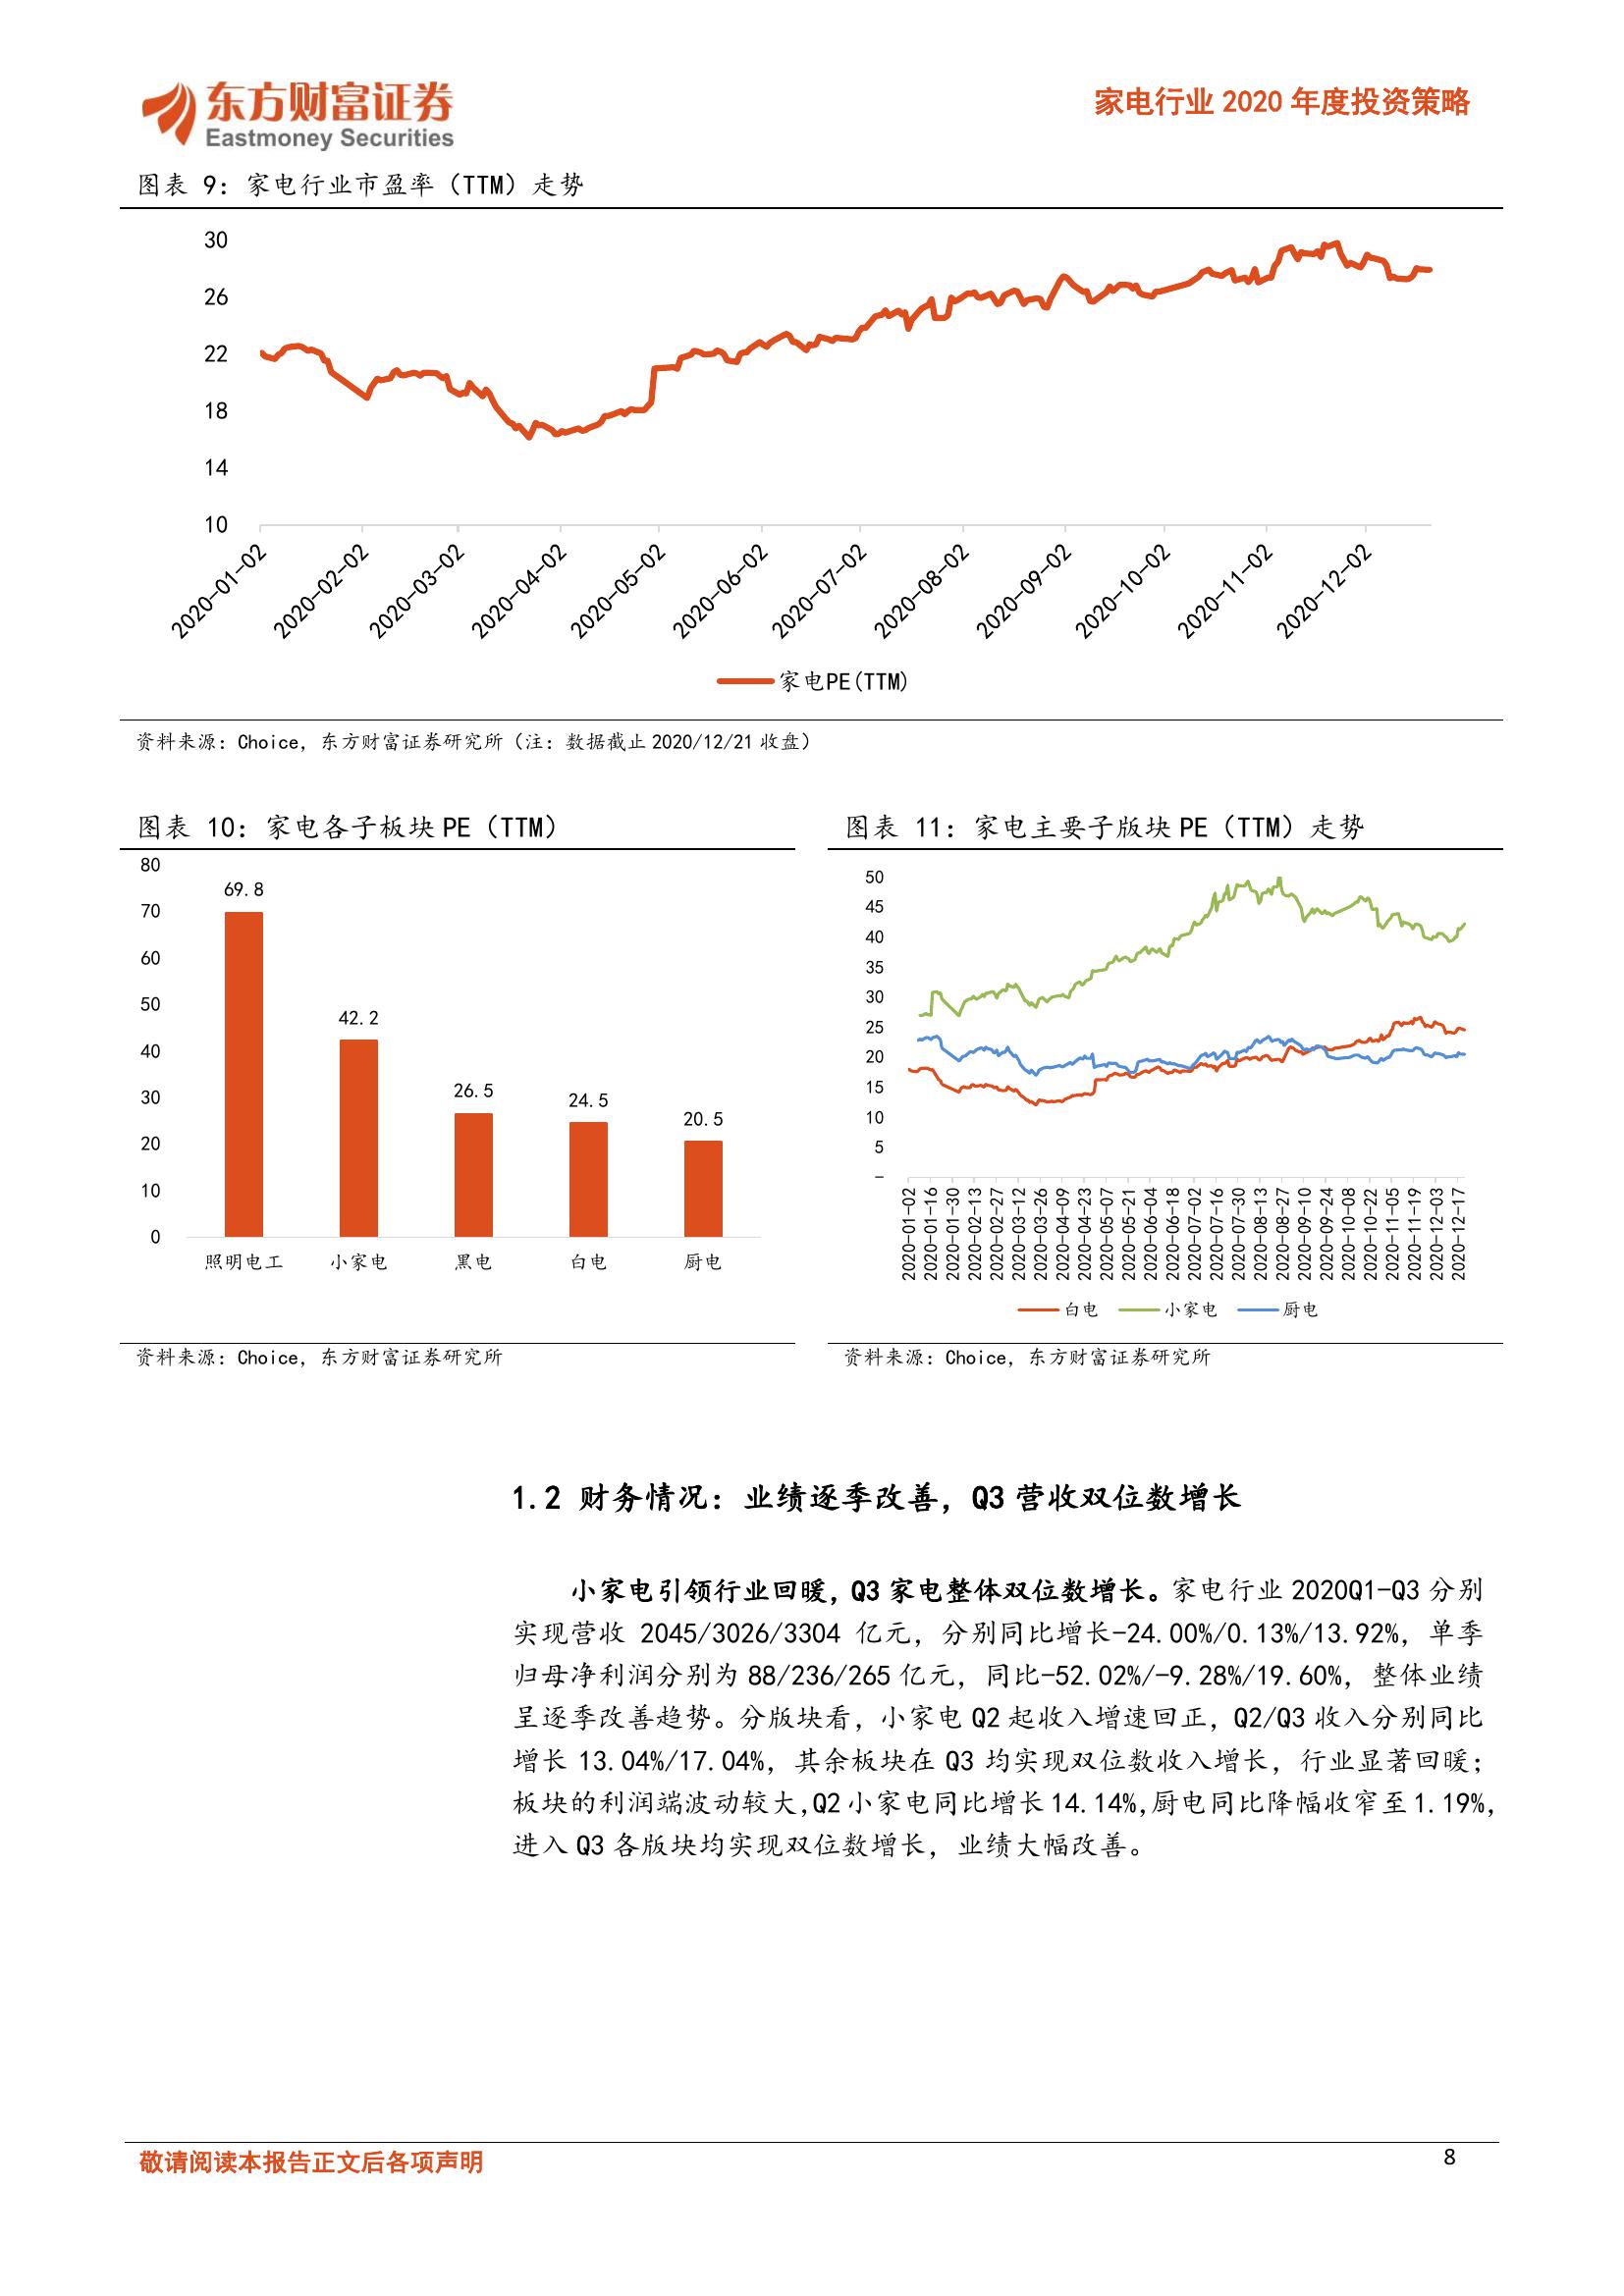 东方财富证券
Eastmoney Securities
家电行业 2020 年度投资策略
图表 9：家电行业市盈率（TTM）走势
30
26
22
18
14
10
2020-01-02
2020-02-02
2020-03-02
2020-04-02
2020-05-02
2020-06-02
2020-07-02
2020-08-02
2020-09-02
2020-10-02
2020-11-02
2020-12-02
家电PE(TTM)
资料来源：Choice，东方财富证券研究所（注：数据截止 2020/12/21 收盘）
图表 10：家电各子板块 PE（TTM）
80
70
60
50
40
30
20
10
0
69.8
42.2
26.5
24.5
20.5
照明电工
小家电
黑电
白电
厨电
资料来源：Choice，东方财富证券研究所
图表 11：家电主要子版块 PE（TTM）走势
50
45
40
35
30
25
20
15
10
5
-
2020-01-02
2020-01-16
2020-01-30
2020-02-13
2020-02-27
2020-03-12
2020-03-26
2020-04-09
2020-04-23
2020-05-07
2020-05-21
2020-06-04
2020-06-18
2020-07-02
2020-07-16
2020-07-30
2020-08-13
2020-08-27
2020-09-10
2020-09-24
2020-10-08
2020-10-22
2020-11-05
2020-11-19
2020-12-03
2020-12-17
白电
小家电
厨电
资料来源：Choice，东方财富证券研究所
1.2 财务情况：业绩逐季改善，Q3 营收双位数增长
小家电引领行业回暖，Q3 家电整体双位数增长。家电行业 2020Q1-Q3 分别
实现营收 2045/3026/3304 亿元，分别同比增长-24.00%/0.13%/13.92%，单季
归母净利润分别为 88/236/265 亿元，同比-52.02%/-9.28%/19.60%，整体业绩
呈逐季改善趋势。分版块看，小家电 Q2 起收入增速回正，Q2/Q3 收入分别同比
增长 13.04%/17.04%，其余板块在 Q3 均实现双位数收入增长，行业显著回暖；
板块的利润端波动较大,Q2 小家电同比增长 14.14%,厨电同比降幅收窄至 1.19%,
进入 Q3 各版块均实现双位数增长，业绩大幅改善。
敬请阅读本报告正文后各项声明
8